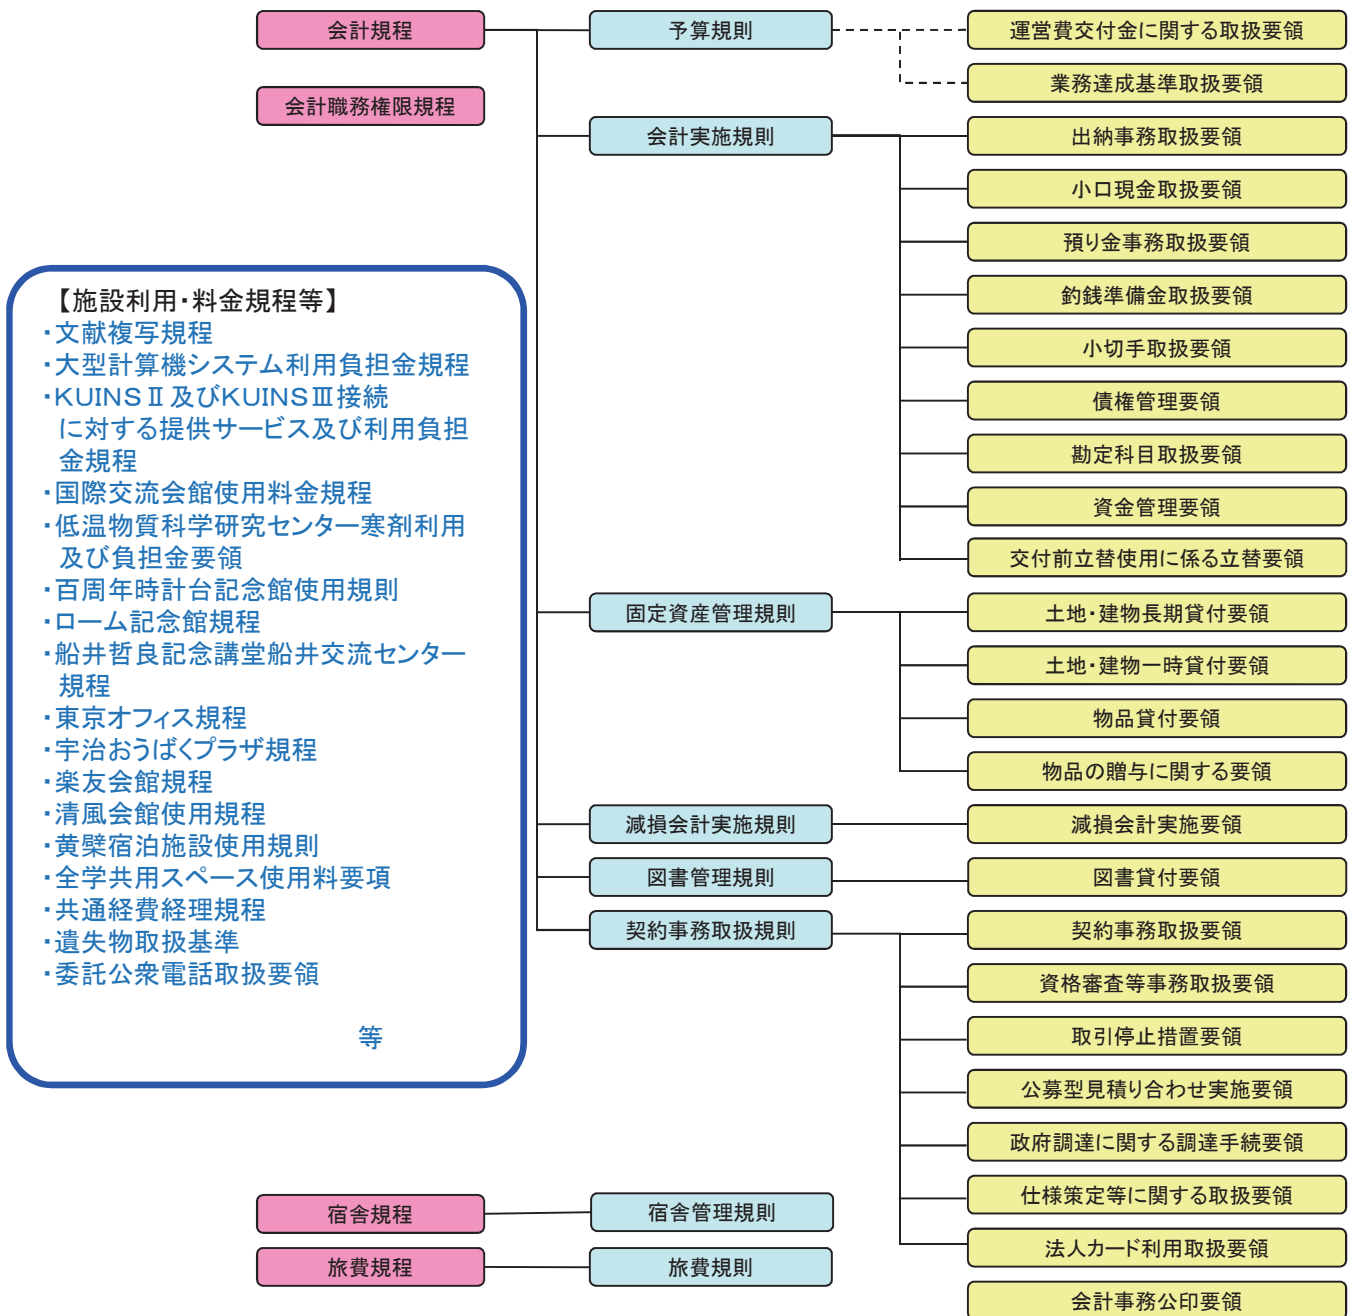 会計規程
予算規則
運営費交付金に関する取扱要領
業務達成基準取扱要領
会計職務権限規程
会計実施規則
出納事務取扱要領
小口現金取扱要領
預り金事務取扱要領
釣銭準備金取扱要領
小切手取扱要領
債権管理要領
勘定科目取扱要領
資金管理要領
交付前立替使用に係る立替要領
【施設利用・料金規程等】
・文献複写規程
・大型計算機システム利用負担金規程
・KUINSⅡ及びKUINSⅢ接続
に対する提供サービス及び利用負担
金規程
・国際交流会館使用料金規程
・低温物質科学研究センター寒剤利用
及び負担金要領
・百周年時計台記念館使用規則
・ローム記念館規程
・船井哲良記念講堂船井交流センター
規程
・東京オフィス規程
・宇治おうばくプラザ規程
・楽友会館規程
・清風会館使用規程
・黄檗宿泊施設使用規則
・全学共用スペース使用料要項
・共通経費経理規程
・遺失物取扱基準
・委託公衆電話取扱要領
等
固定資産管理規則
土地・建物長期貸付要領
土地・建物一時貸付要領
物品貸付要領
物品の贈与に関する要領
減損会計実施規則
減損会計実施要領
図書管理規則
図書貸付要領
契約事務取扱規則
契約事務取扱要領
資格審査等事務取扱要領
取引停止措置要領
公募型見積り合わせ実施要領
政府調達に関する調達手続要領
仕様策定等に関する取扱要領
法人カード利用取扱要領
宿舎規程
宿舎管理規則
旅費規程
旅費規則
会計事務公印要領